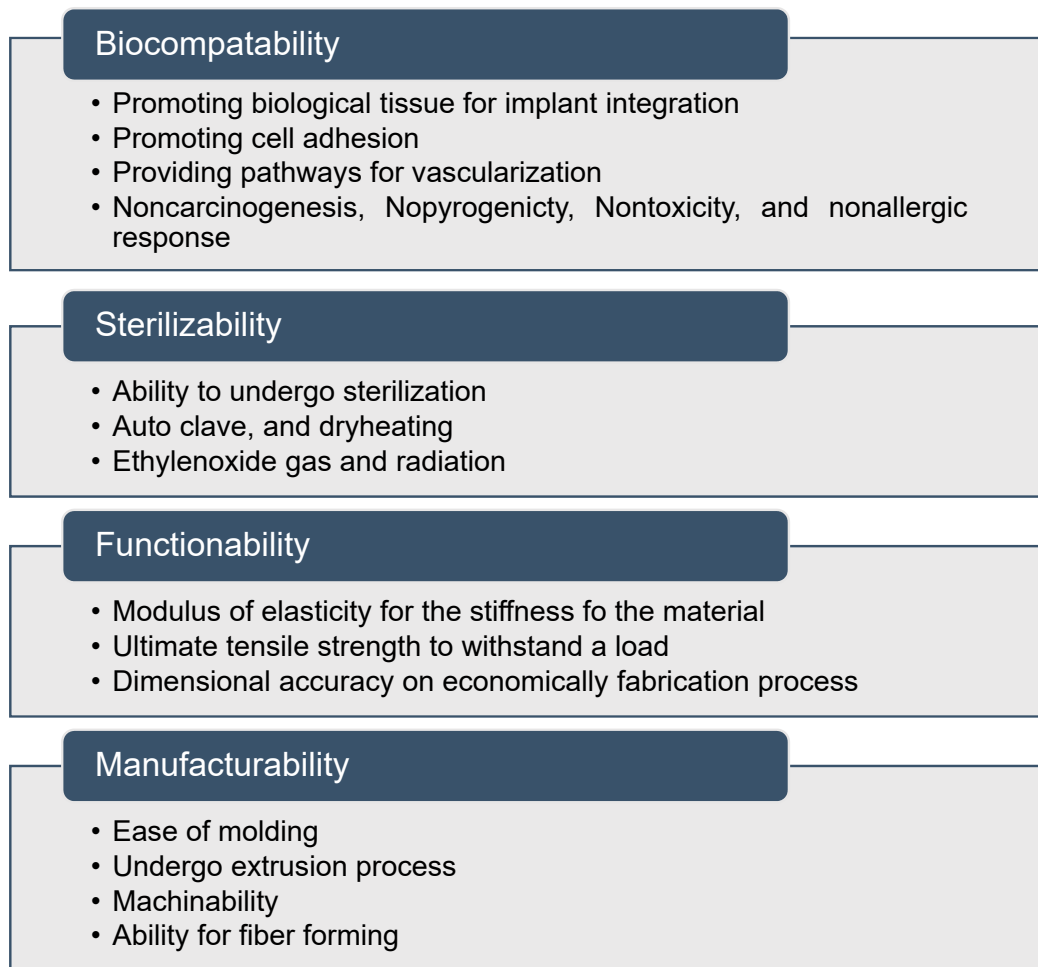 Biocompatability
• Promoting biological tissue for implant integration
• Promoting cell adhesion
• Providing pathways for vascularization
• Noncarcinogenesis, Nopyrogenicty, Nontoxicity, and nonallergic
response
Sterilizability
• Ability to undergo sterilization
• Auto clave, and dryheating
• Ethylenoxide gas and radiation
Functionability
• Modulus of elasticity for the stiffness fo the material
• Ultimate tensile strength to withstand a load
• Dimensional accuracy on economically fabrication process
Manufacturability
• Ease of molding
• Undergo extrusion process
• Machinability
• Ability for fiber forming